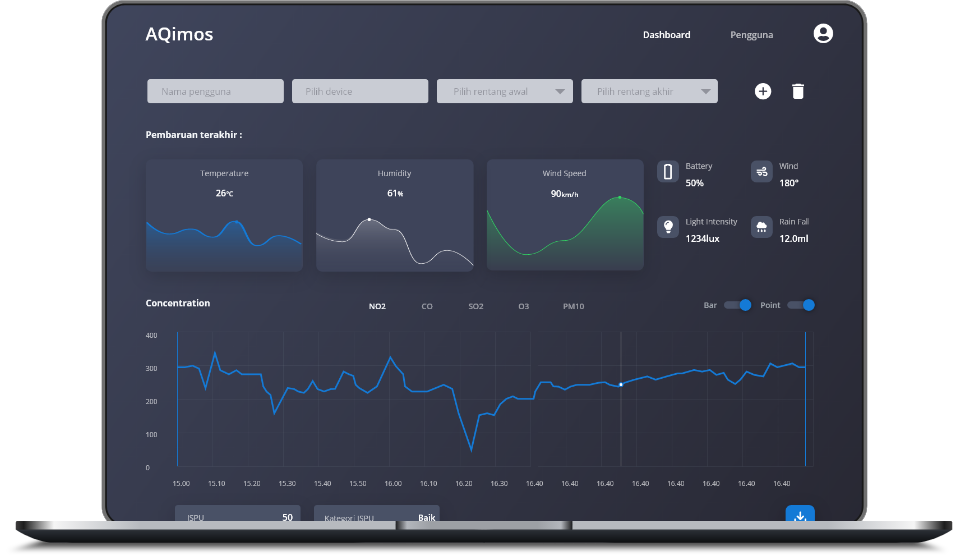 AQimos
Dashboard
Pengguna
Nama pengguna
Pilih device
Pilih rentang awal
Pilih rentang akhir
Pembaruan terakhir :
Temperature
26°C
Humidity
61%
Wind Speed
90km/h
Battery
50%
Wind
180°
Light Intensity
1234lux
Rain Fall
12.0ml
Concentration
NO2
CO
SO2
O3
PM10
Bar
Point
400
300
200
100
0
15.00 15.10 15.20 15.30 15.40 15.50 16.00 16.10 16.20 16.30 16.40 16.40 16.40 16.40 16.40 16.40 16.40 16.40
ISPU
50
Kategori ISPU
Baik